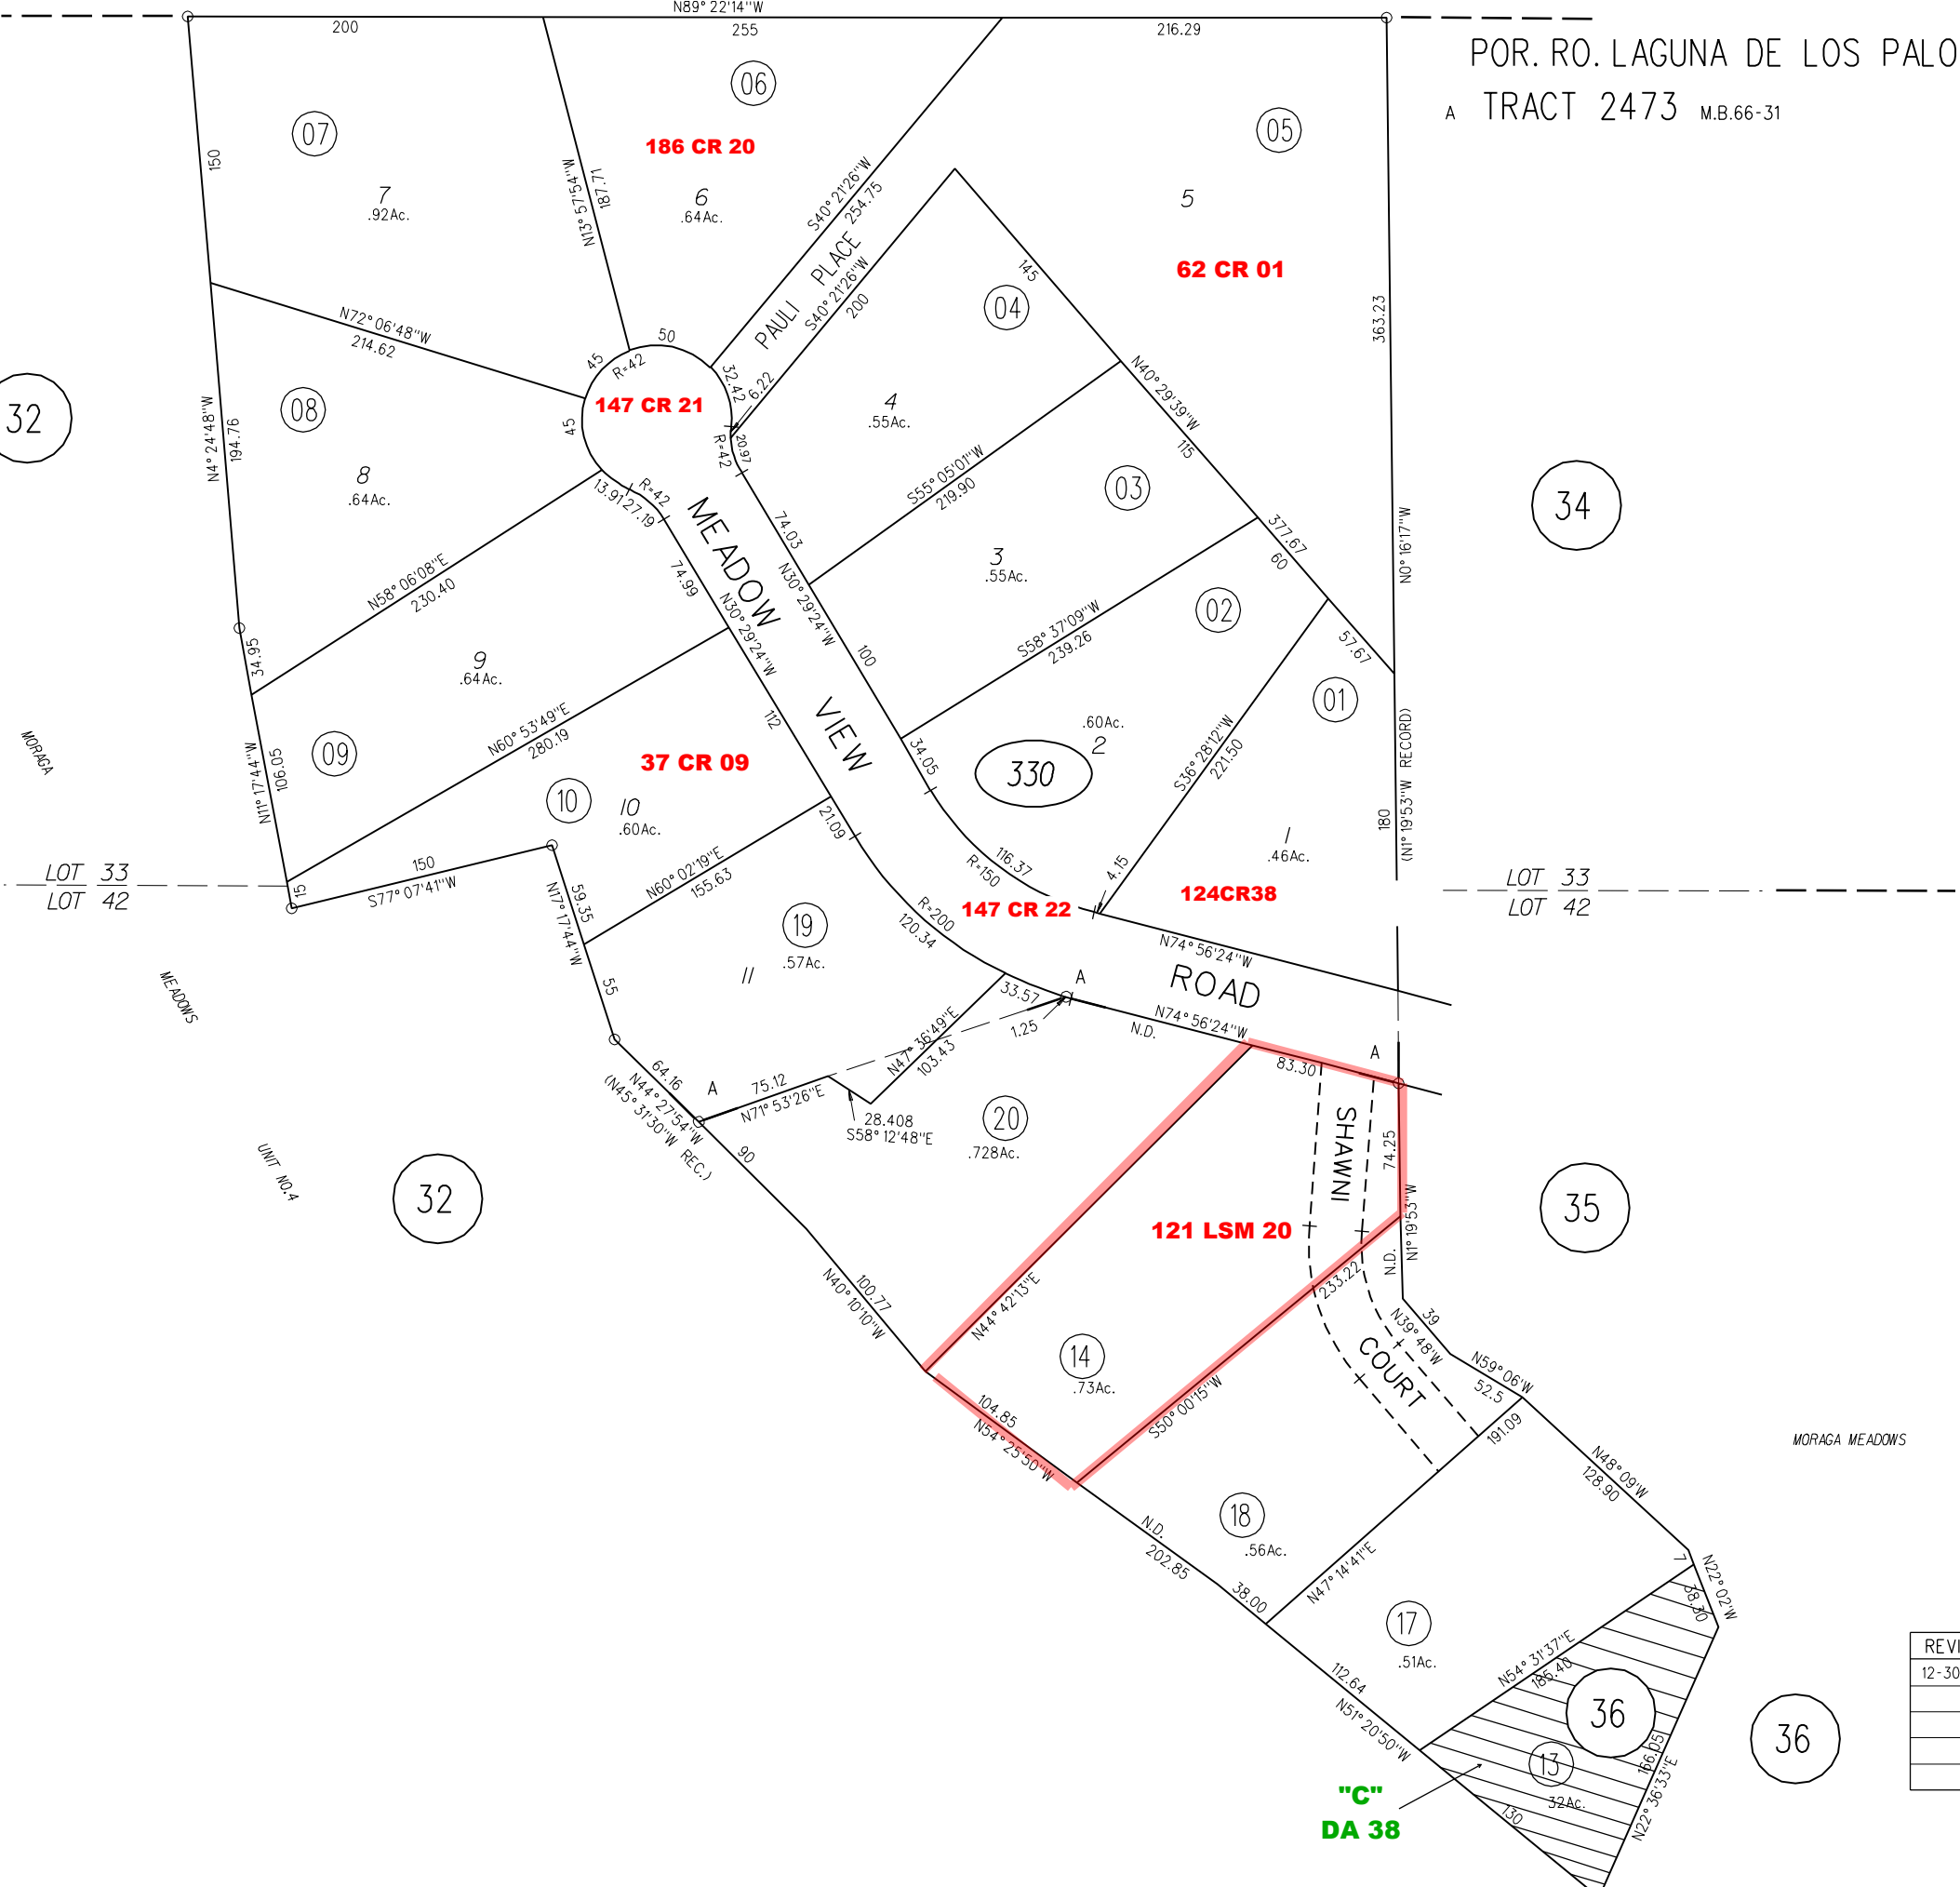 N89° 22'14"W
200
255
216.29
POR. RO. LAGUNA DE LOS PALO
A TRACT 2473 M.B.66-31
07
06
05
186 CR 20
150
7
.92Ac.
N13° 57'54"W
187.71
6
.64Ac.
S40° 21'26"W
254.75
PAULI PLACE
S40° 21'26"W
200
5
62 CR 01
145
04
363.23
N72° 06'48"W
214.62
50
45
R=42
32.42
6.22
147 CR 21
45
R=42
20.97
32
08
N4° 24'48"W
194.76
8
.64Ac.
4
.55Ac.
N40° 29'39"W
115
S55° 05'01"W
219.90
03
34
13.91
27.19
R=42
MEADOW
VIEW
ROAD
74.03
N30° 29'24"W
100
74.99
N30° 29'24"W
112
377.67
60
N0° 16'17"W
3
.55Ac.
N58° 06'08"E
230.40
34.95
9
.64Ac.
S58° 37'09"W
239.26
02
57.67
01
(N1° 19'53"W RECORD)
180
MORAGA
09
N11° 17'44"W
106.05
N60° 53'49"E
280.19
37 CR 09
34.05
330
.60Ac.
2
S36° 28'12"W
221.50
10
10
.60Ac.
21.09
1
.46Ac.
LOT 33
LOT 42
15
150
S77° 07'41"W
59.35
N17° 17'44"W
N60° 02'19"E
155.63
R=150
116.37
4.15
R=200
120.34
147 CR 22
124CR38
LOT 33
LOT 42
N74° 56'24"W
19
.57Ac.
11
55
MEADOWS
33.57
A
1.25
N74° 56'24"W
N.D.
83.30
A
N47° 36'49"E
103.43
64.16
N44° 27'54"W
(N45° 31'30"W REC.)
A
75.12
N71° 53'26"E
28.408
S58° 12'48"E
20
.728Ac.
90
UNIT NO.4
32
SHAWNI
COURT
74.25
N1° 19'53"W
N.D.
35
121 LSM 20
233.22
N44° 42'13"E
100.77
N40° 10'10"W
39
N39° 48'W
N59° 06'W
52.5
14
.73Ac.
S50° 00'15"W
104.85
N54° 25'50"W
191.09
MORAGA MEADOWS
N48° 09'W
128.90
18
.56Ac.
N.D.
202.85
38.00
N47° 14'41"E
7
N22° 02'W
38.30
17
.51Ac.
N54° 31'37"E
185.40
112.64
N51° 20'50"W
36
36
13
.32Ac.
166.05
N22° 36'33"E
130
"C"
DA 38
REVI
12-30